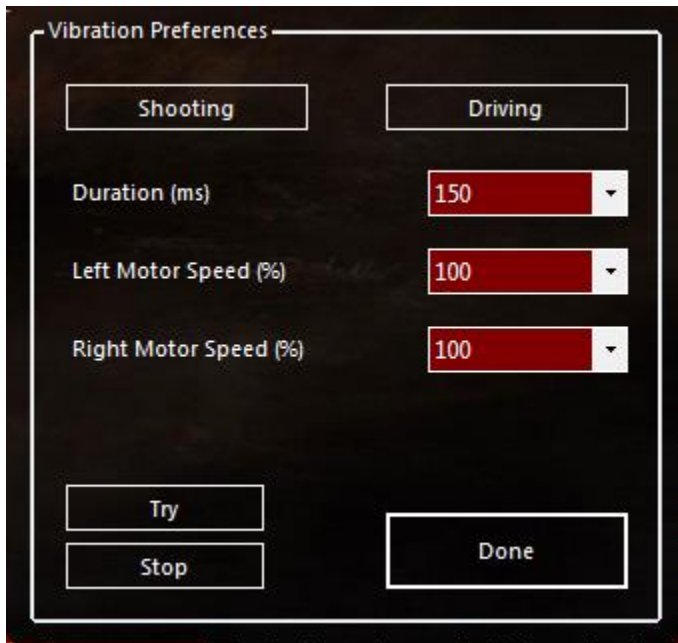 Vibration Preferences
Shooting
Driving
Duration (ms)
150
Left Motor Speed (%)
100
Right Motor Speed (%)
100
Try
Stop
Done